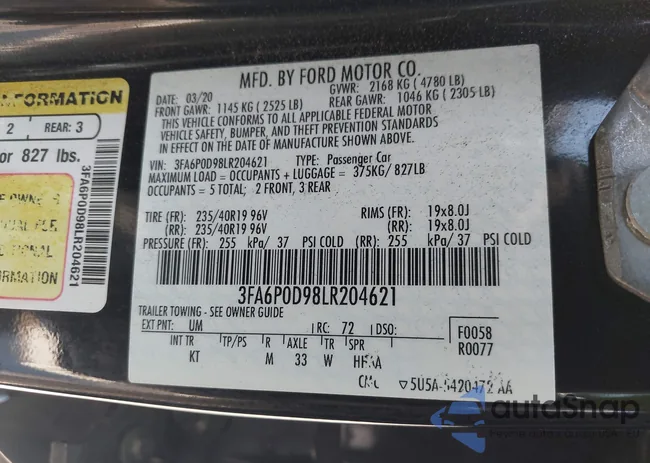 NFORMATION
2 REAR: 3
or 827 lbs.
3FA6P0D98LR204621
MFD. BY FORD MOTOR CO.
DATE: 03/20 GVWR: 2168 KG ( 4780 LB)
FRONT GAWR: 1145 KG ( 2525 LB) REAR GAWR: 1046 KG ( 2305 LB)
THIS VEHICLE CONFORMS TO ALL APPLICABLE FEDERAL MOTOR
VEHICLE SAFETY, BUMPER, AND THEFT PREVENTION STANDARDS
IN EFFECT ON THE DATE OF MANUFACTURE SHOWN ABOVE.
VIN: 3FA6P0D98LR204621 TYPE: Passenger Car
MAXIMUM LOAD = OCCUPANTS + LUGGAGE = 375KG/ 827LB
OCCUPANTS = 5 TOTAL; 2 FRONT, 3 REAR
TIRE (FR): 235/40R19 96V RIMS (FR) 19x8.0J
(RR): 235/40R19 96V (RR): 19x8.0J
PRESSURE (FR): 255 kPa/ 37 PSI COLD (RR): 255 kPa/ 37 PSI COLD
3FA6P0D98LR204621
TRAILER TOWING - SEE OWNER GUIDE
EXT PNT: UM RC: 72 DSO: F0058
INT TR TP/PS R AXLE TR SPR R0077
KT M 33 W
autoSnap